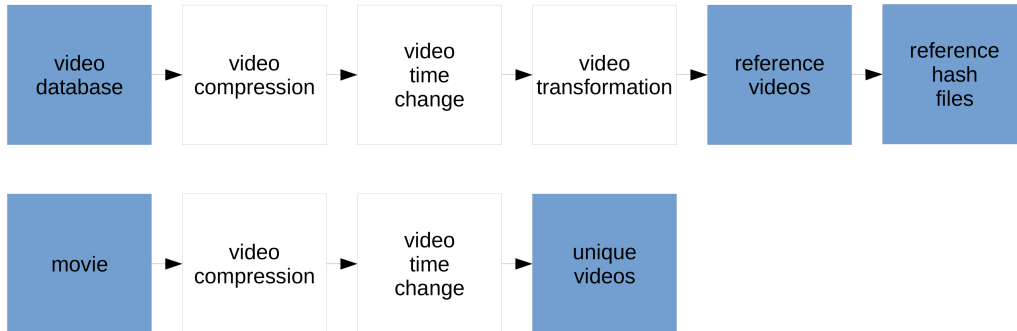 video
database
video
compression
video
time
change
video
transformation
reference
videos
reference
hash
files
movie
video
compression
video
time
change
unique
videos